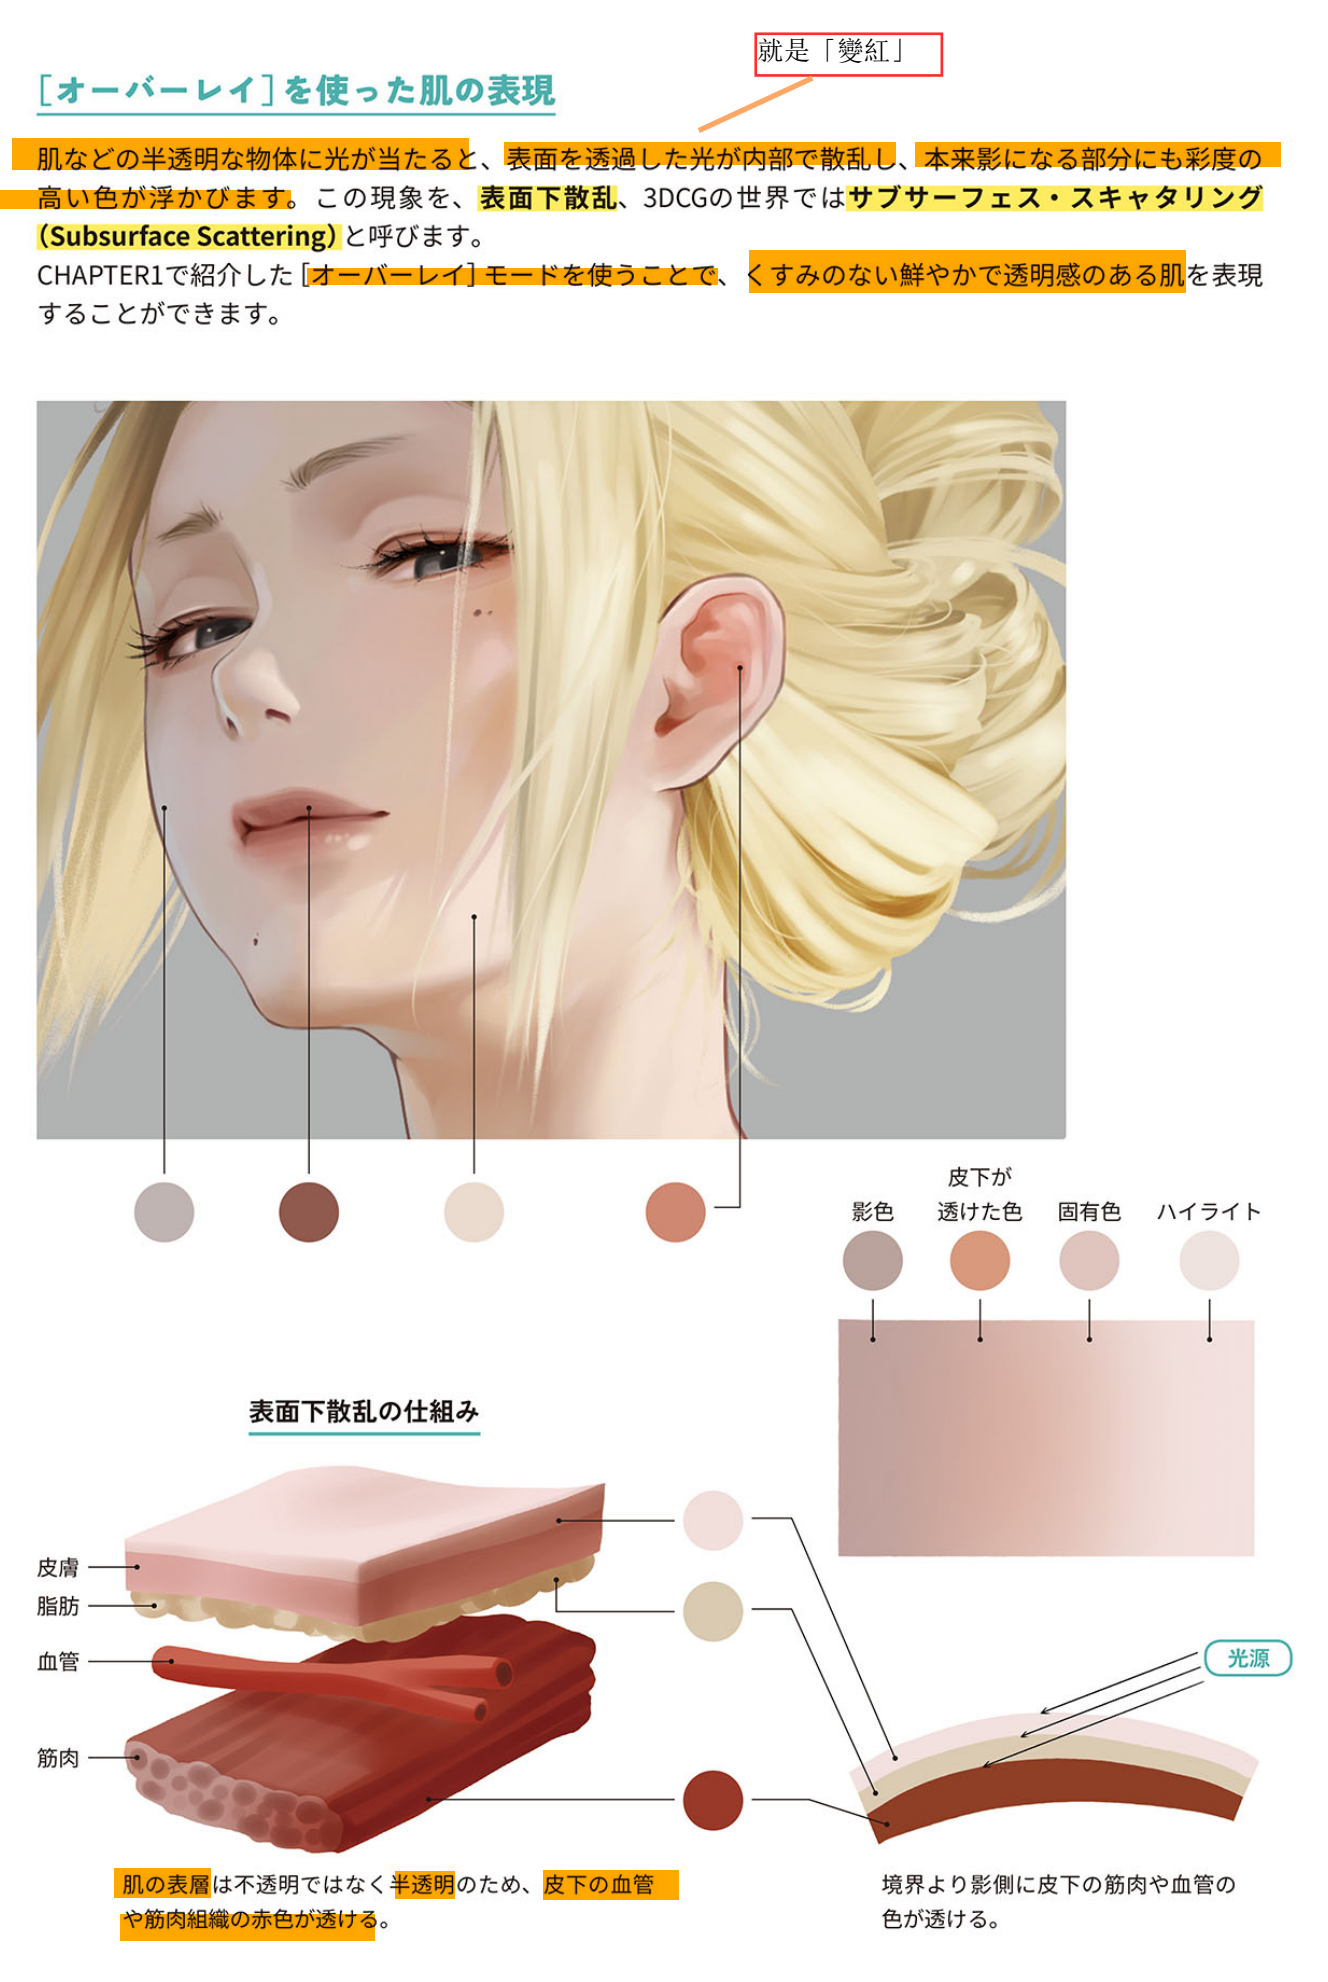 就是「變紅」
［オーバーレイ］を使った肌の表現
肌などの半透明な物体に光が当たると、表面を透過した光が内部で散乱し、本来影になる部分にも彩度の
高い色が浮かびます。この現象を、表面下散乱、3DCGの世界ではサブサーフェス・スキャタリング
（Subsurface Scattering）と呼びます。
CHAPTER1で紹介した［オーバーレイ］モードを使うことで、くすみのない鮮やかで透明感のある肌を表現
することができます。
皮下が
影色 透けた色 固有色 ハイライト
表面下散乱の仕組み
皮膚
脂肪
血管
筋肉
光源
肌の表層は不透明ではなく半透明のため、皮下の血管
や筋肉組織の赤色が透ける。
境界より影側に皮下の筋肉や血管の
色が透ける。